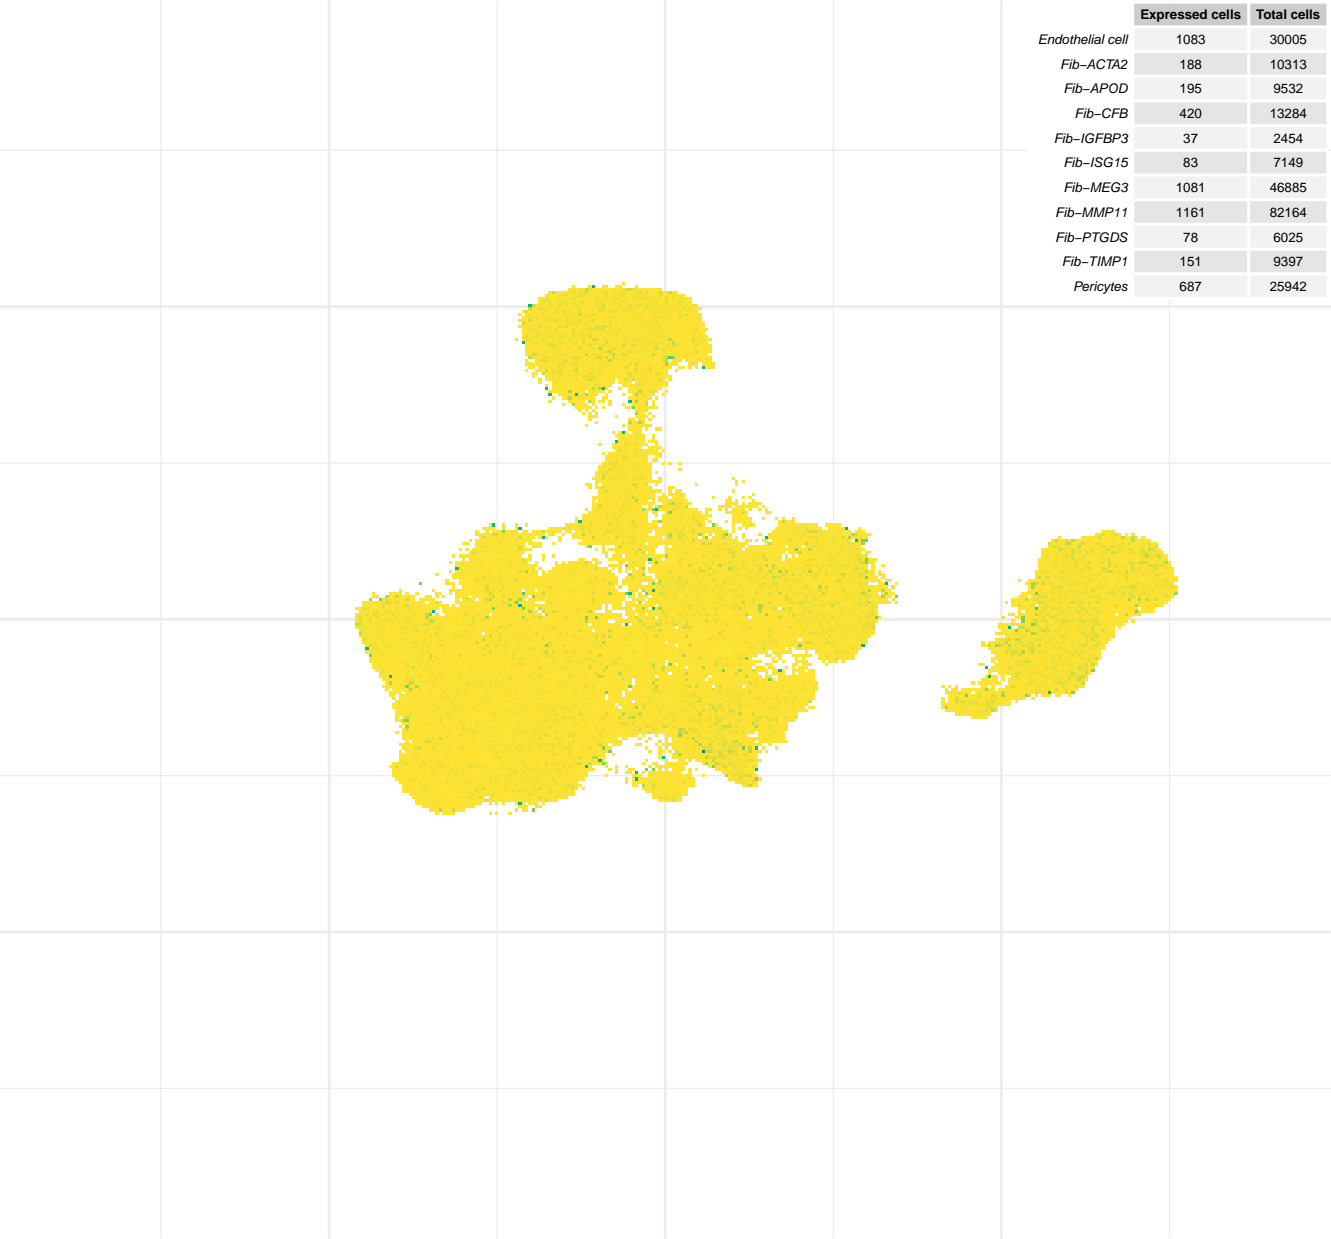 Expressed cells Total cells
Endothelial cell 1083 30005
Fib−ACTA2 188 10313
Fib−APOD 195 9532
Fib−CFB 420 13284
Fib−IGFBP3 37 2454
Fib−ISG15 83 7149
Fib−MEG3 1081 46885
Fib−MMP11 1161 82164
Fib−PTGDS 78 6025
Fib−TIMP1 151 9397
Pericytes 687 25942